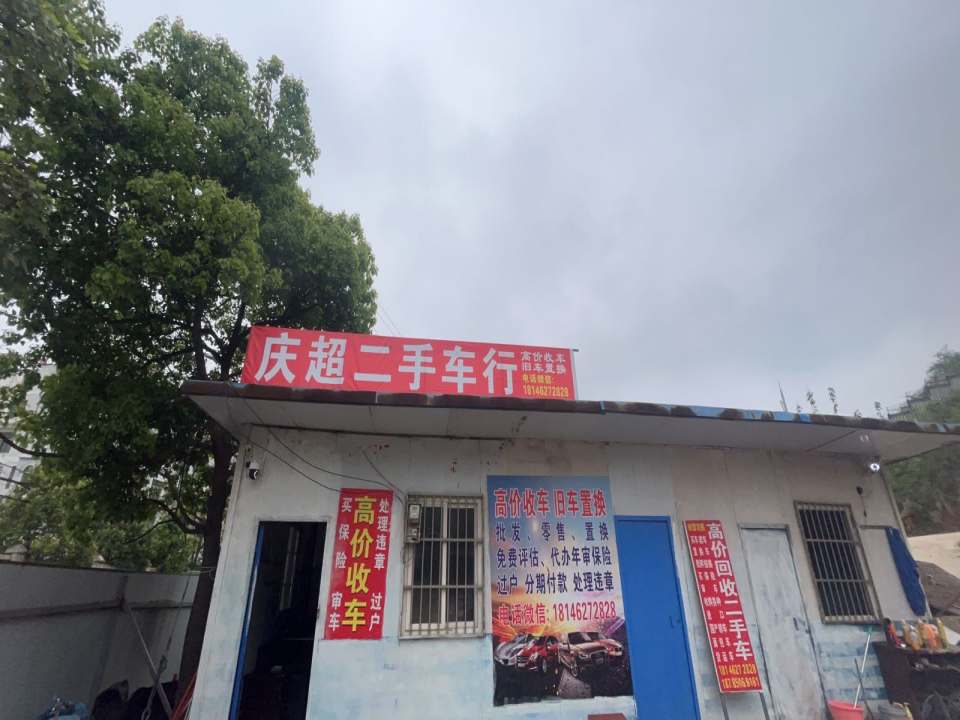 庆超二手车行
高价收车
旧车置换
电话微信:
18146272828
买保险 审车
高价收车
处理违章 过户
高价收车 旧车置换
批发、零售、置换
免费评估、代办年审保险
过户 分期付款 处理违章
电话微信: 18146272828
高价回收二手车
18146272828